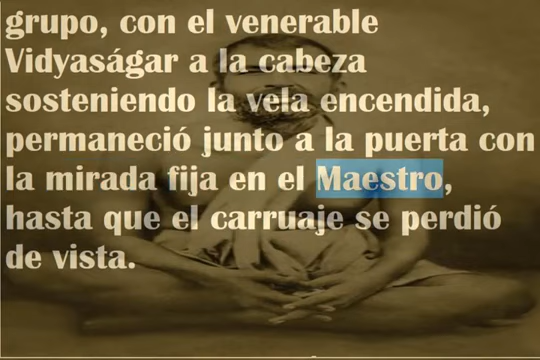 grupo, con el venerable
Vidyaságar a la cabeza
sosteniendo la vela encendida,
permaneció junto a la puerta con
la mirada fija en el Maestro,
hasta que el carruaje se perdió
de vista.